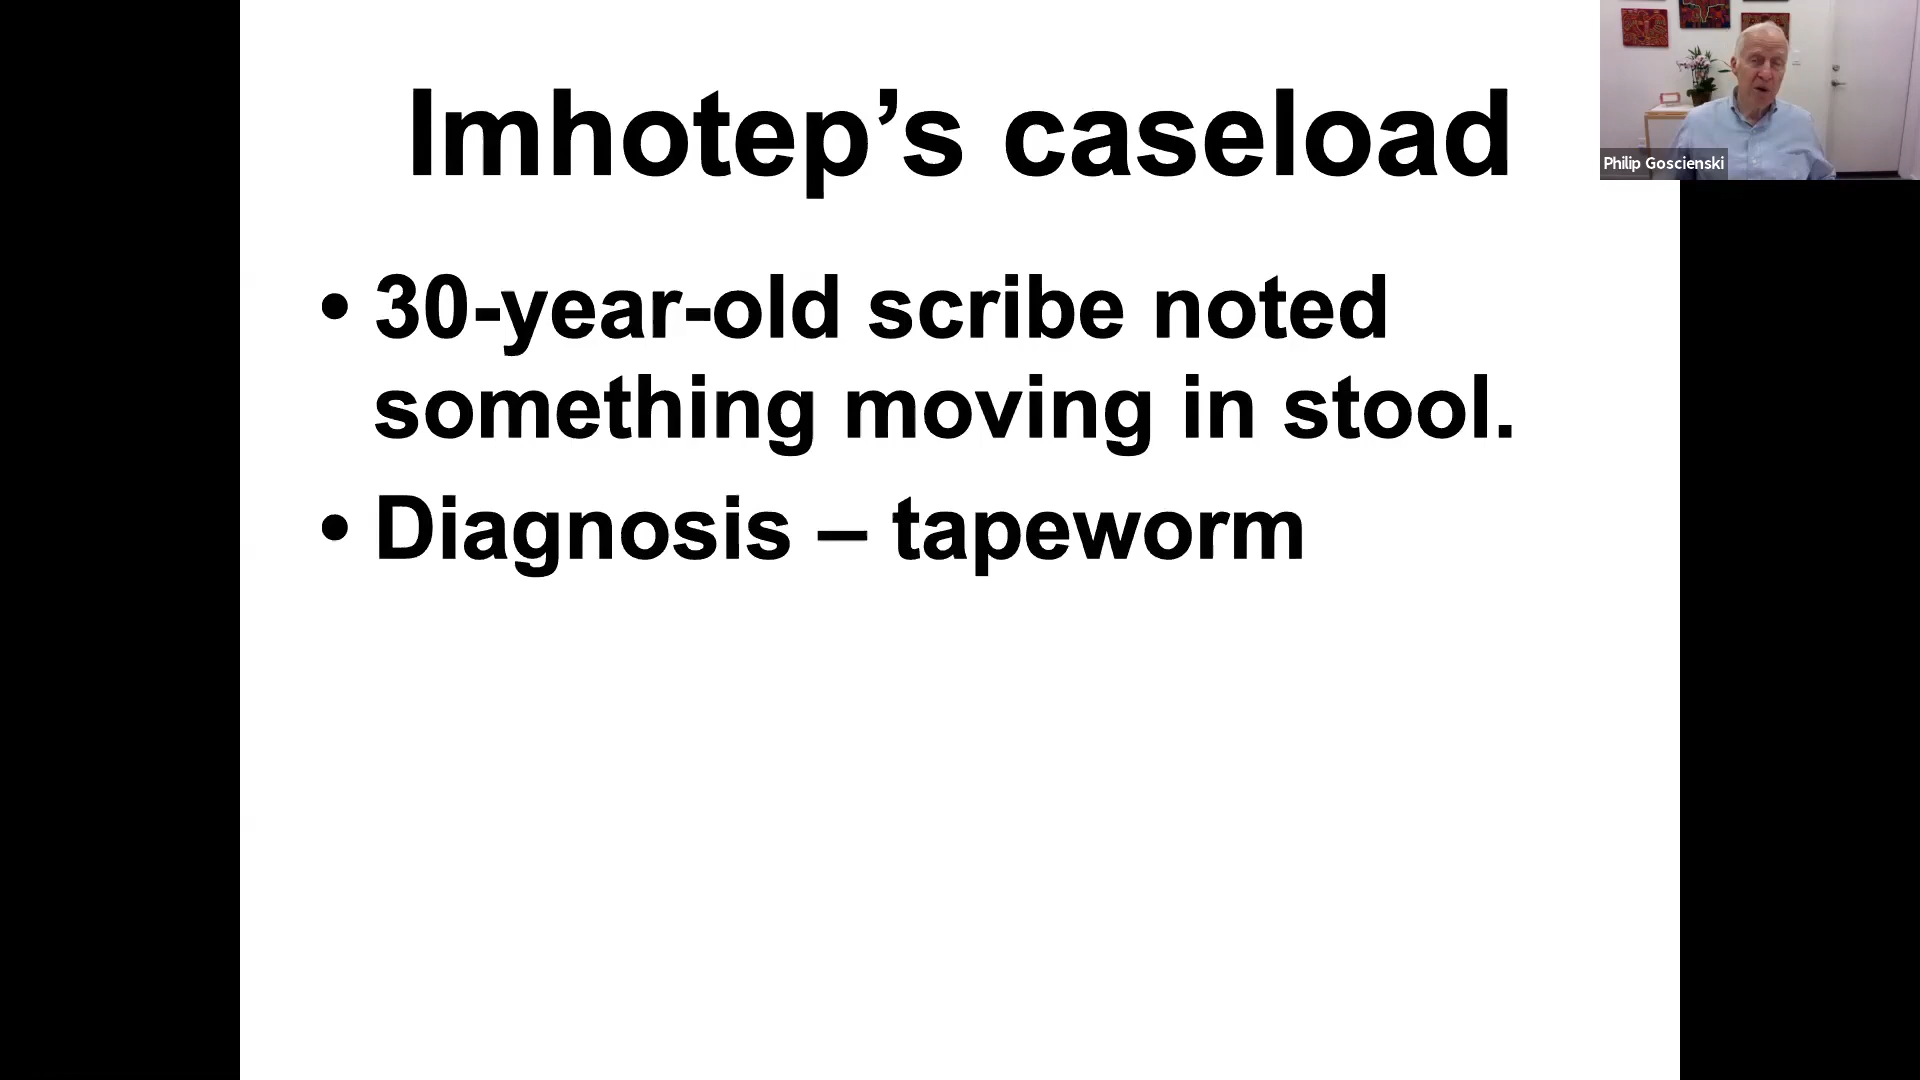 Imhotep’s caseload
Philip Goscienski
• 30-year-old scribe noted
something moving in stool.
• Diagnosis – tapeworm